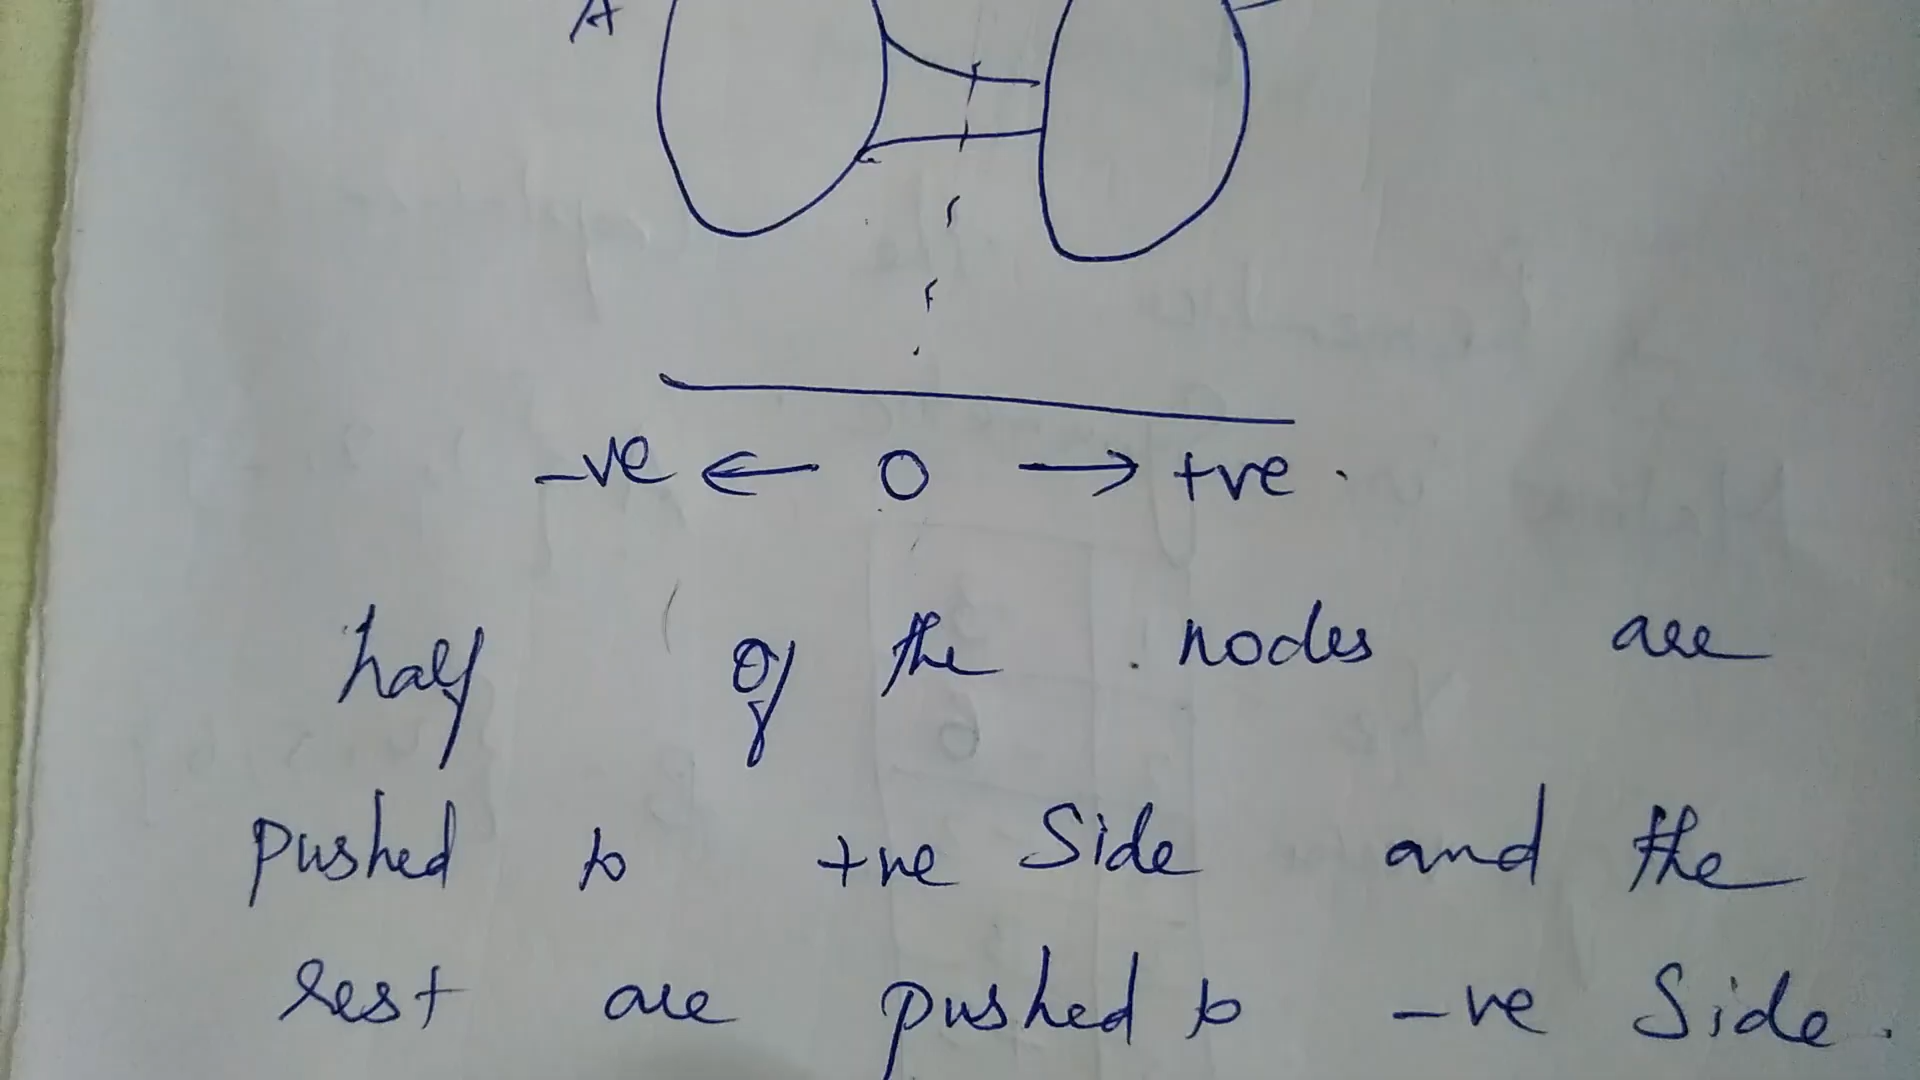 A
-ve ← 0 → +ve
half of the nodes are
pushed to +ve side and the
rest are pushed to -ve side.